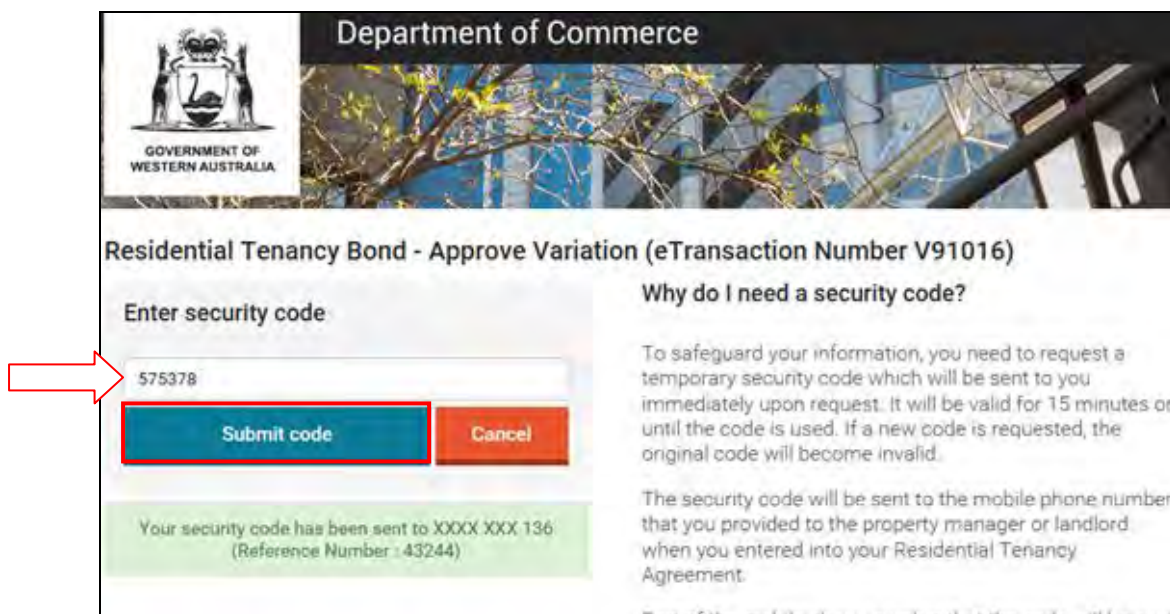 Department of Commerce
GOVERNMENT OF
WESTERN AUSTRALIA
Residential Tenancy Bond - Approve Variation (eTransaction Number V91016)
Enter security code
575378
Submit code
Cancel
Your security code has been sent to XXXX XXX 136
(Reference Number : 43244)
Why do I need a security code?
To safeguard your information, you need to request a
temporary security code which will be sent to you
immediately upon request. It will be valid for 15 minutes or
until the code is used. If a new code is requested, the
original code will become invalid.
The security code will be sent to the mobile phone number
that you provided to the property manager or landlord
when you entered into your Residential Tenancy
Agreement.